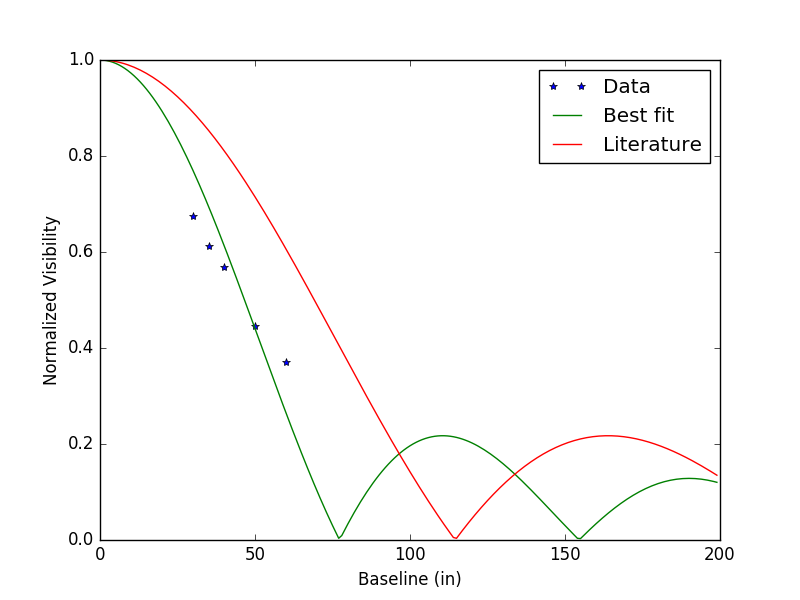 1.0
0.8
0.6
0.4
0.2
0.0
Normalized Visibility
Data
Best fit
Literature
0 50 100 150 200
Baseline (in)